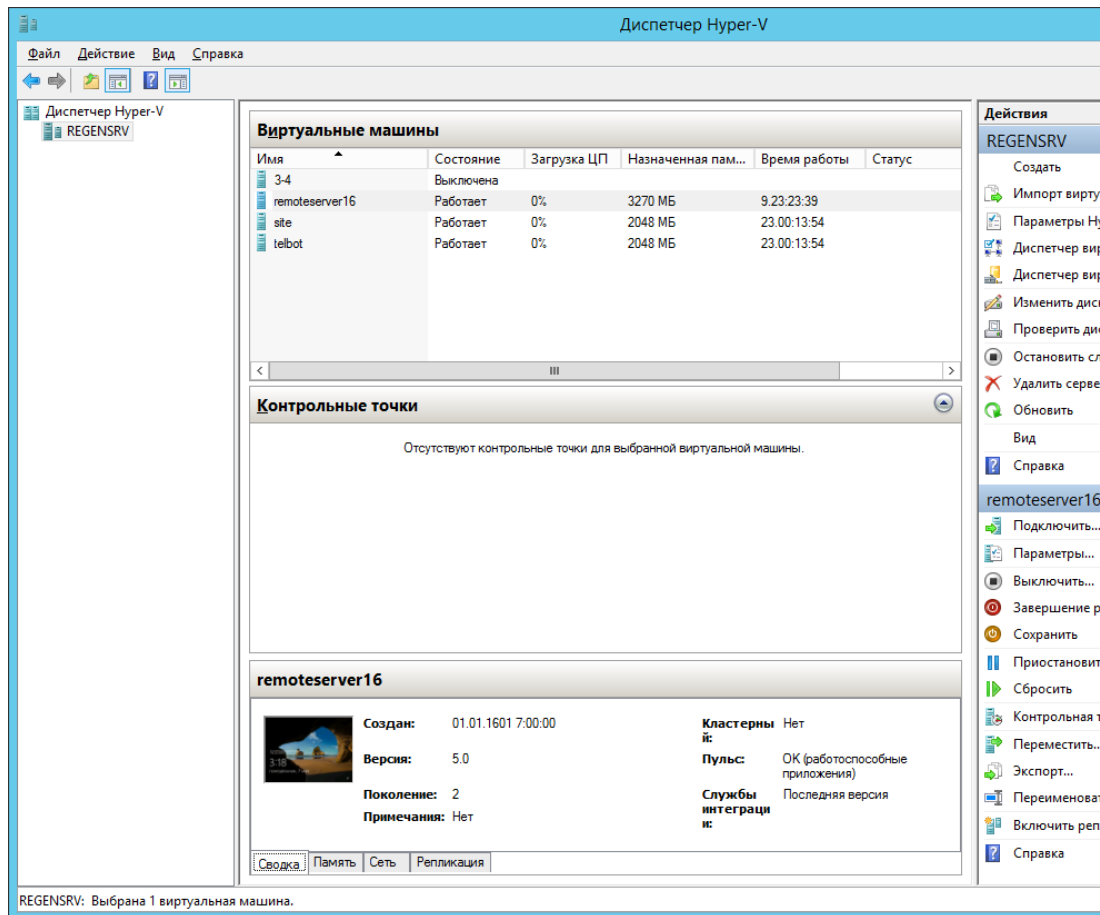 Диспетчер Hyper-V
Файл Действие Вид Справка
Диспетчер Hyper-V
REGENSRV
Виртуальные машины
Имя Состояние Загрузка ЦП Назначенная пам... Время работы Статус
3-4 Выключена
remoteserver16 Работает 0% 3270 МБ 9.23:23:39
site Работает 0% 2048 МБ 23.00:13:54
telbot Работает 0% 2048 МБ 23.00:13:54
Контрольные точки
Отсутствуют контрольные точки для выбранной виртуальной машины.
remoteserver16
Создан: 01.01.1601 7:00:00
Версия: 5.0
Поколение: 2
Примечания: Нет
Кластерны
й:
Нет
Пульс: ОК (работоспособные
приложения)
Службы
интеграци
и:
Последняя версия
3:18
Сводка Память Сеть Репликация
Действия
REGENSRV
Создать
Импорт вирту
Параметры Hy
Диспетчер вир
Диспетчер вир
Изменить диск
Проверить дис
Остановить сл
Удалить серве
Обновить
Вид
Справка
remoteserver16
Подключить...
Параметры...
Выключить...
Завершение р
Сохранить
Приостановит
Сбросить
Контрольная т
Переместить...
Экспорт...
Переименоват
Включить реп
Справка
REGENSRV: Выбрана 1 виртуальная машина.